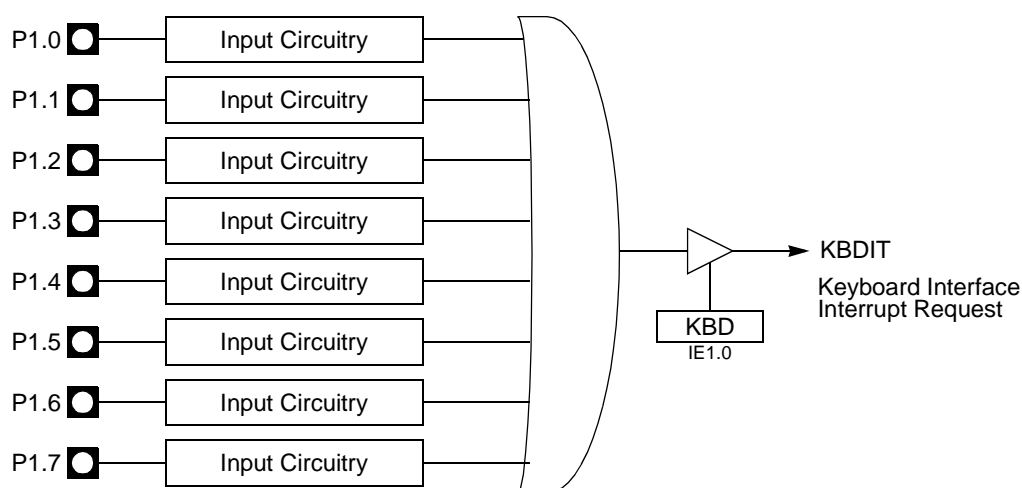 P1.0 Input Circuitry
P1.1 Input Circuitry
P1.2 Input Circuitry
P1.3 Input Circuitry
P1.4 Input Circuitry
P1.5 Input Circuitry
P1.6 Input Circuitry
P1.7 Input Circuitry
KBDIT
Keyboard Interface
Interrupt Request
KBD
IE1.0